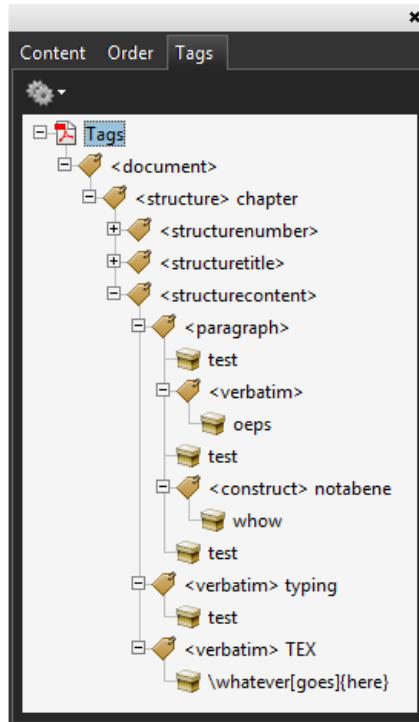 Content Order Tags
Tags
<document>
<structure> chapter
<structurenumber>
<structuretitle>
<structurecontent>
<paragraph>
test
<verbatim>
oeps
test
<construct> notabene
whow
test
<verbatim> typing
test
<verbatim> TEX
\whatever[goes]{here}